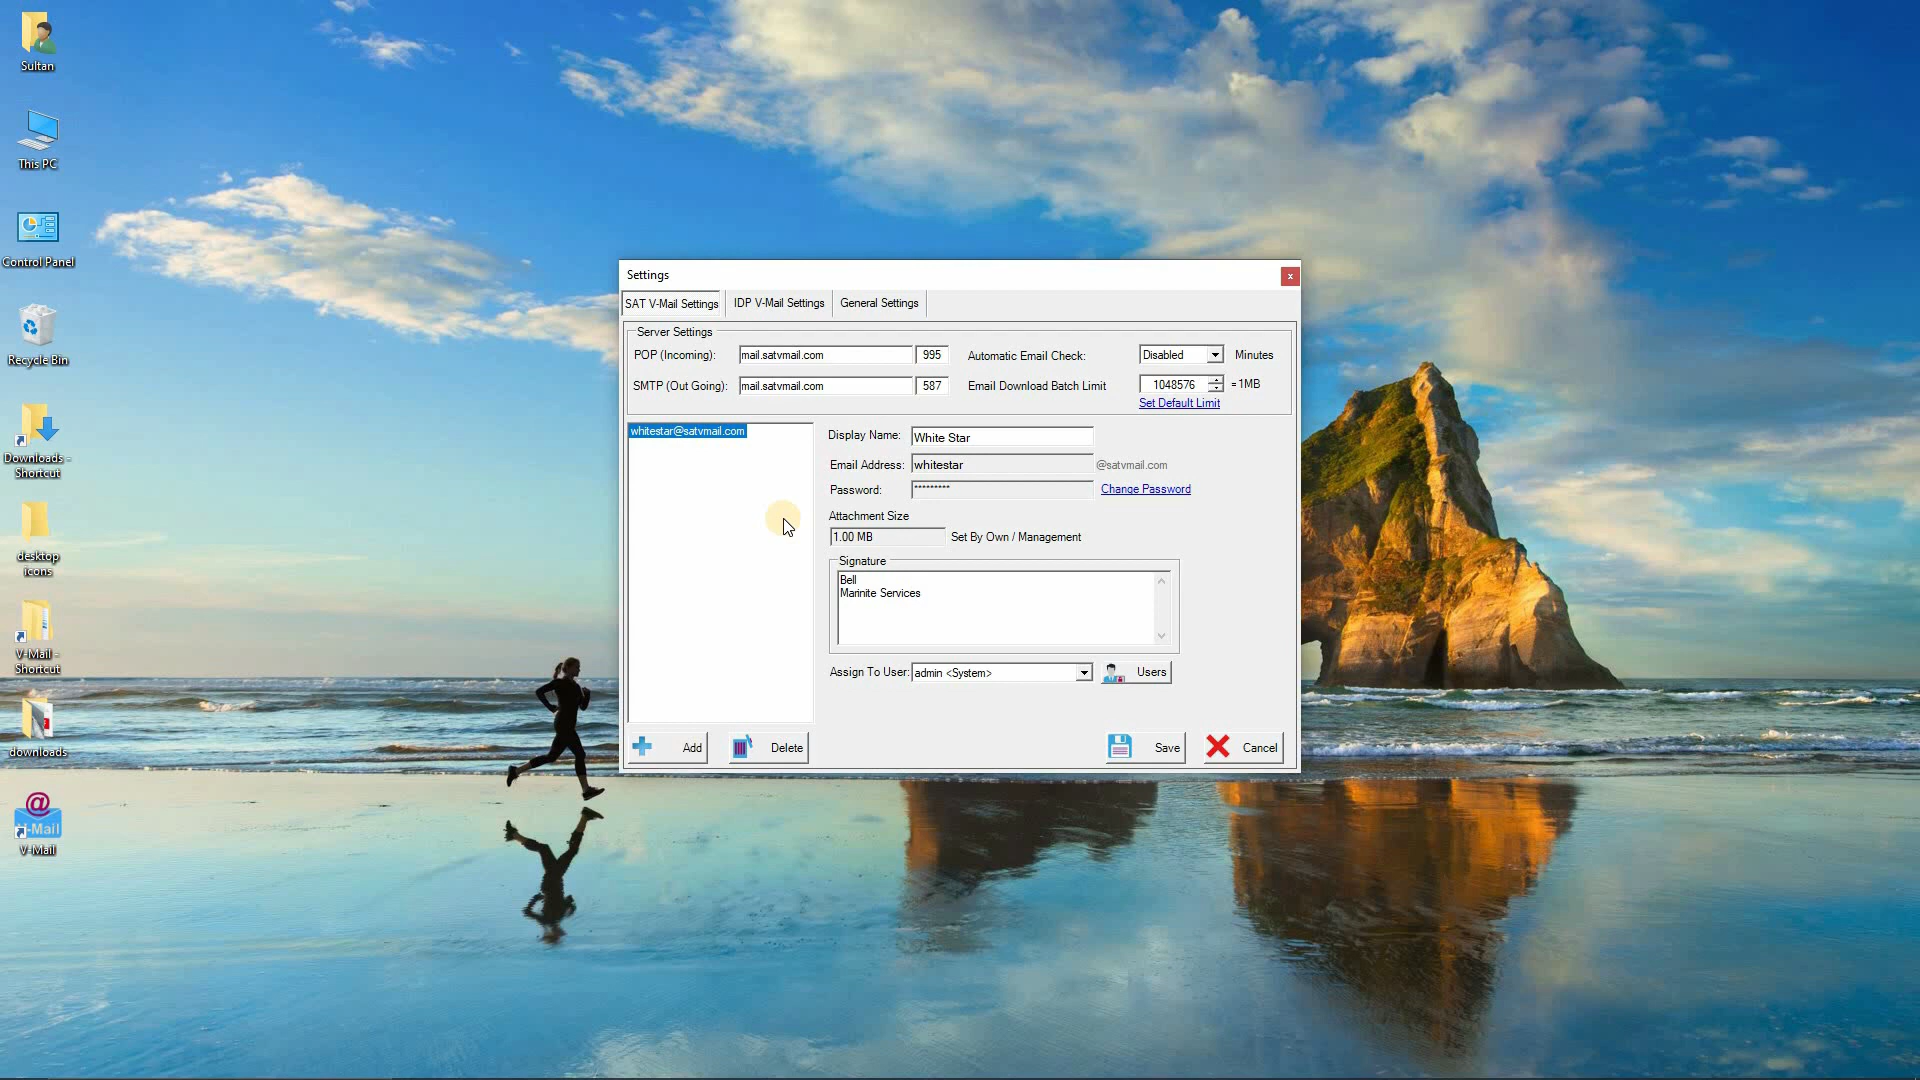 Sultan
This PC
Control Panel
Recycle Bin
Downloads - Shortcut
desktop icons
V-Mail - Shortcut
downloads
V-Mail
V-Mail
Settings
SAT V-Mail Settings
IDP V-Mail Settings
General Settings
Server Settings
POP (Incoming): mail.satvmail.com 995 Automatic Email Check: Disabled Minutes
SMTP (Out Going): mail.satvmail.com 587 Email Download Batch Limit 1048576 = 1MB
Set Default Limit
whitestar@satvmail.com
Display Name: White Star
Email Address: whitestar @satvmail.com
Password: ********* Change Password
Attachment Size
1.00 MB Set By Own / Management
Signature
Bell
Marinite Services
Assign To User: admin <System> Users
Add Delete Save Cancel